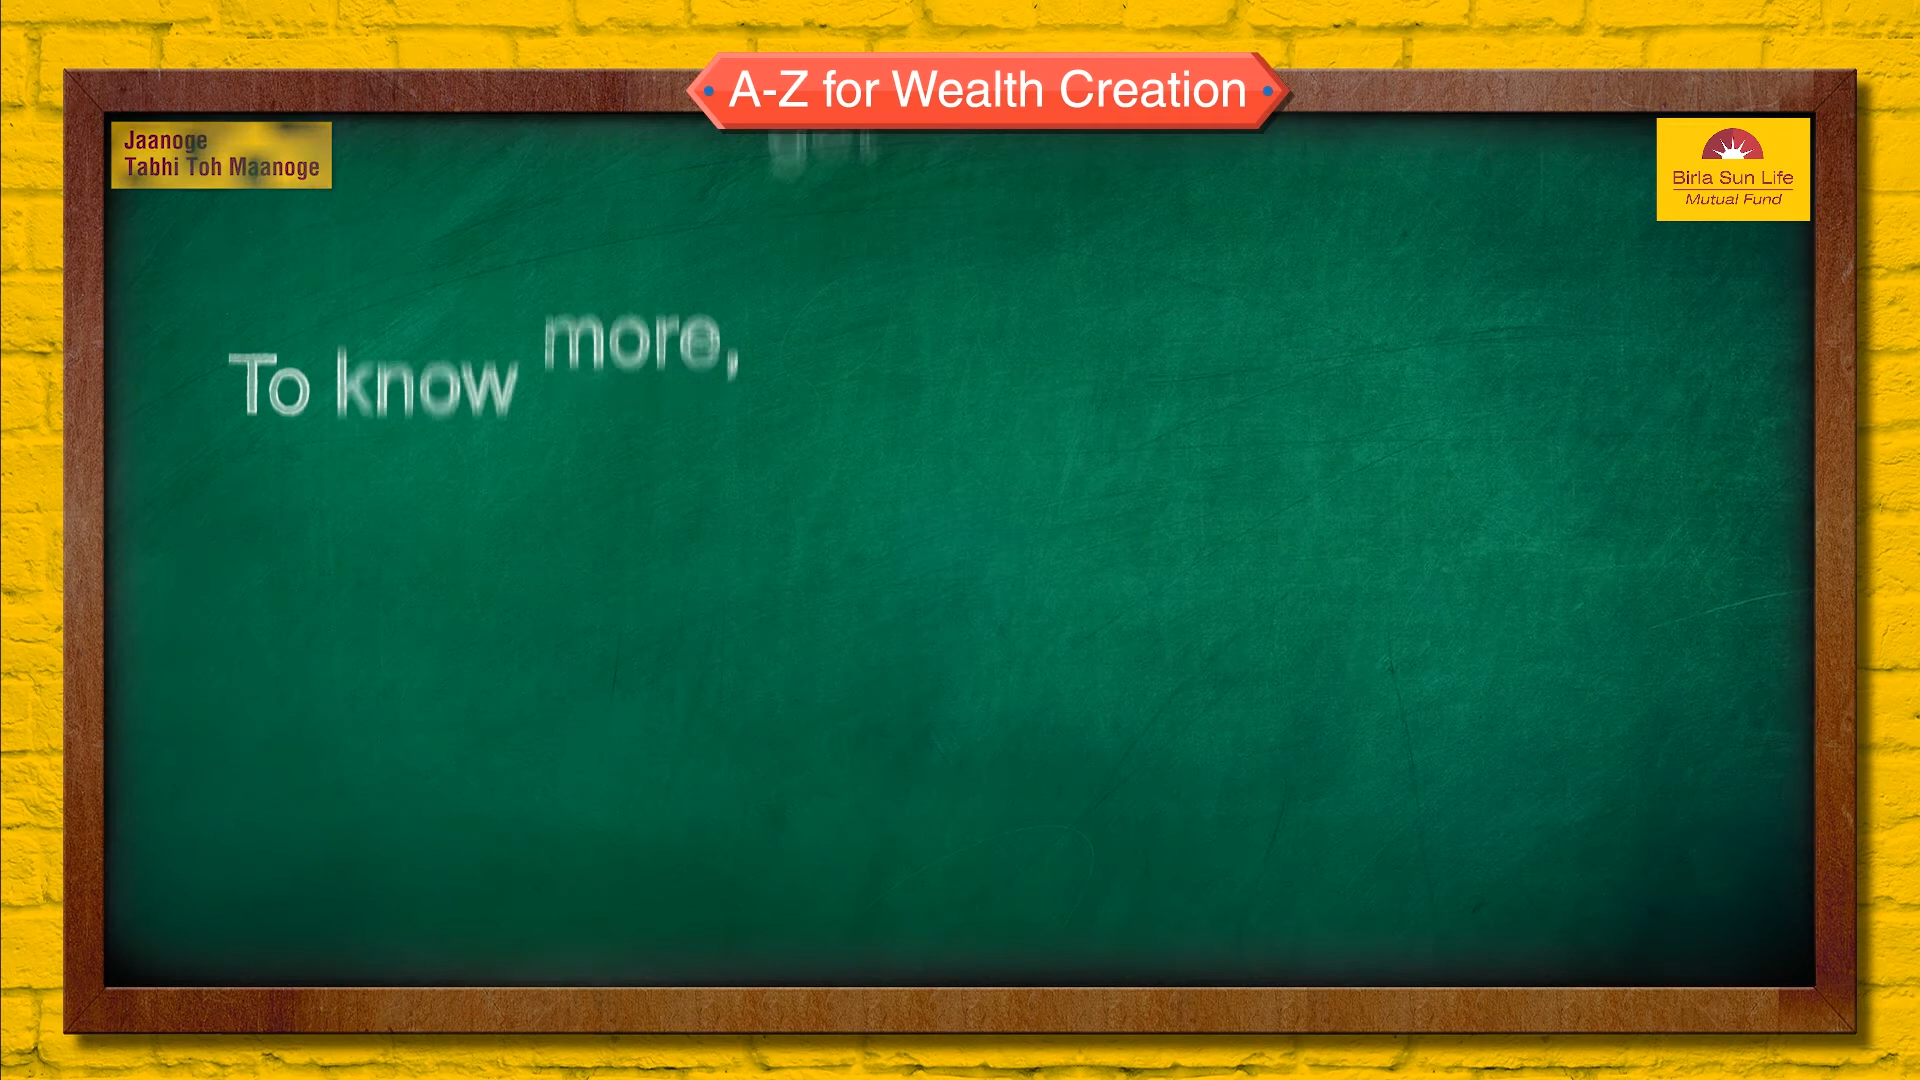 A-Z for Wealth Creation
Jaanoge
Tabhi Toh Maanoge
Birla Sun Life
Mutual Fund
To know more,